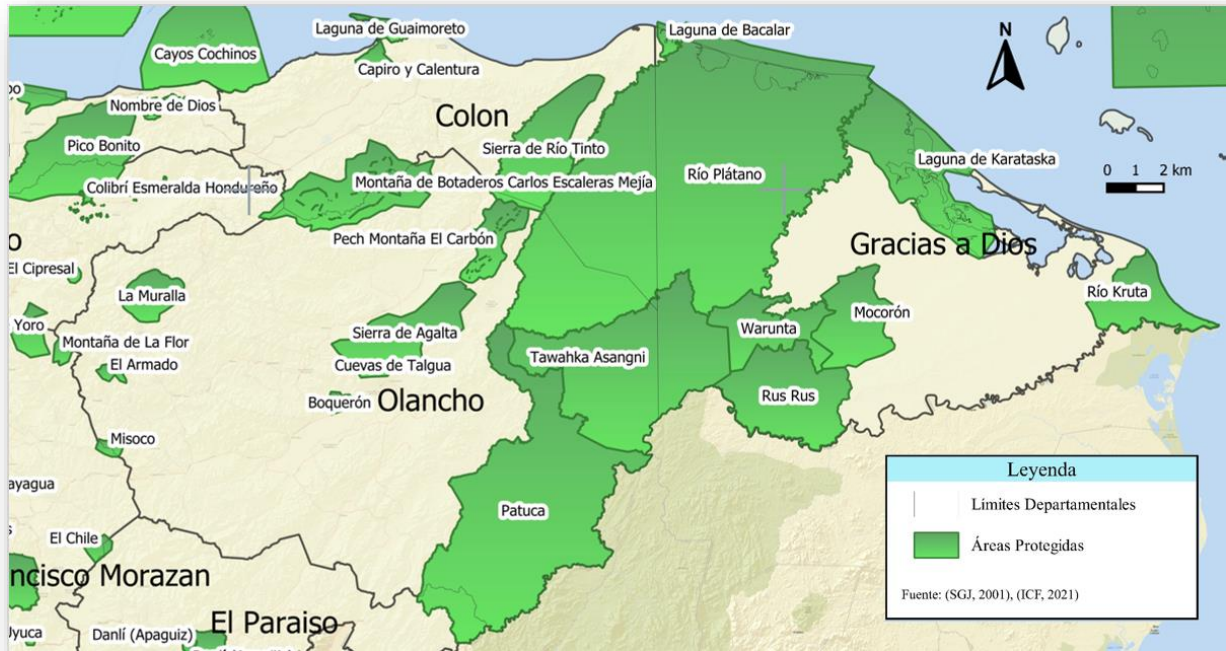 Laguna de Guaimoreto
Laguna de Bacalar
Cayos Cochinos
N
Capiro y Calentura
Nombre de Dios
Colon
Pico Bonito
Sierra de Río Tinto
Laguna de Karataska
0 1 2 km
Río Plátano
Colibrí Esmeralda Hondureño
Montaña de Botaderos Carlos Escaleras Mejía
Pech Montaña El Carbón
Gracias a Dios
El Cipresal
La Muralla
Río Kruta
Mocorón
Yoro
Sierra de Agalta
Warunta
Montaña de La Flor
Tawahka Asangni
El Armado
Cuevas de Talgua
Rus Rus
Boquerón
Olancho
Misoco
Leyenda
ayagua
Límites Departamentales
Patuca
El Chile
Áreas Protegidas
ncisco Morazan
Fuente: (SGJ, 2001), (ICF, 2021)
El Paraiso
Danlí (Apaguiz)